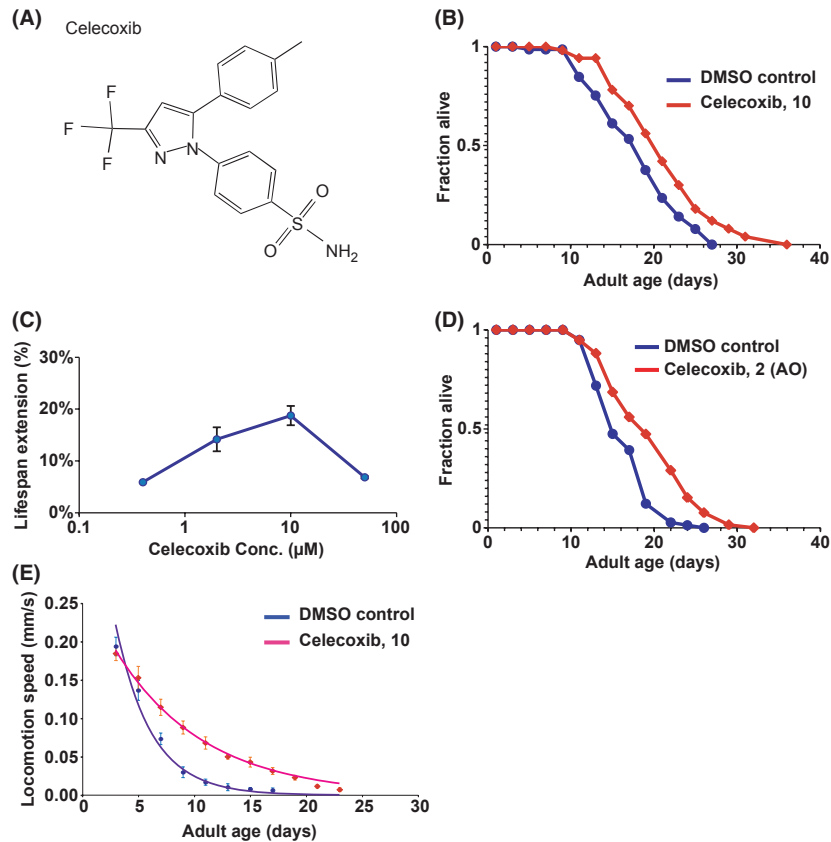 (A)
Celecoxib
F
F
F
N
N
O
S
O
NH2
(B)
Fraction alive
1
0.5
0
0 10 20 30 40
Adult age (days)
DMSO control
Celecoxib, 10
(C)
Lifespan extension (%)
30%
20%
10%
0%
0.1 1 10 100
Celecoxib Conc. (µM)
(D)
Fraction alive
1
0.5
0
0 10 20 30 40
Adult age (days)
DMSO control
Celecoxib, 2 (AO)
(E)
Locomotion speed (mm/s)
0.25
0.20
0.15
0.10
0.05
0.00
0 5 10 15 20 25 30
Adult age (days)
DMSO control
Celecoxib, 10